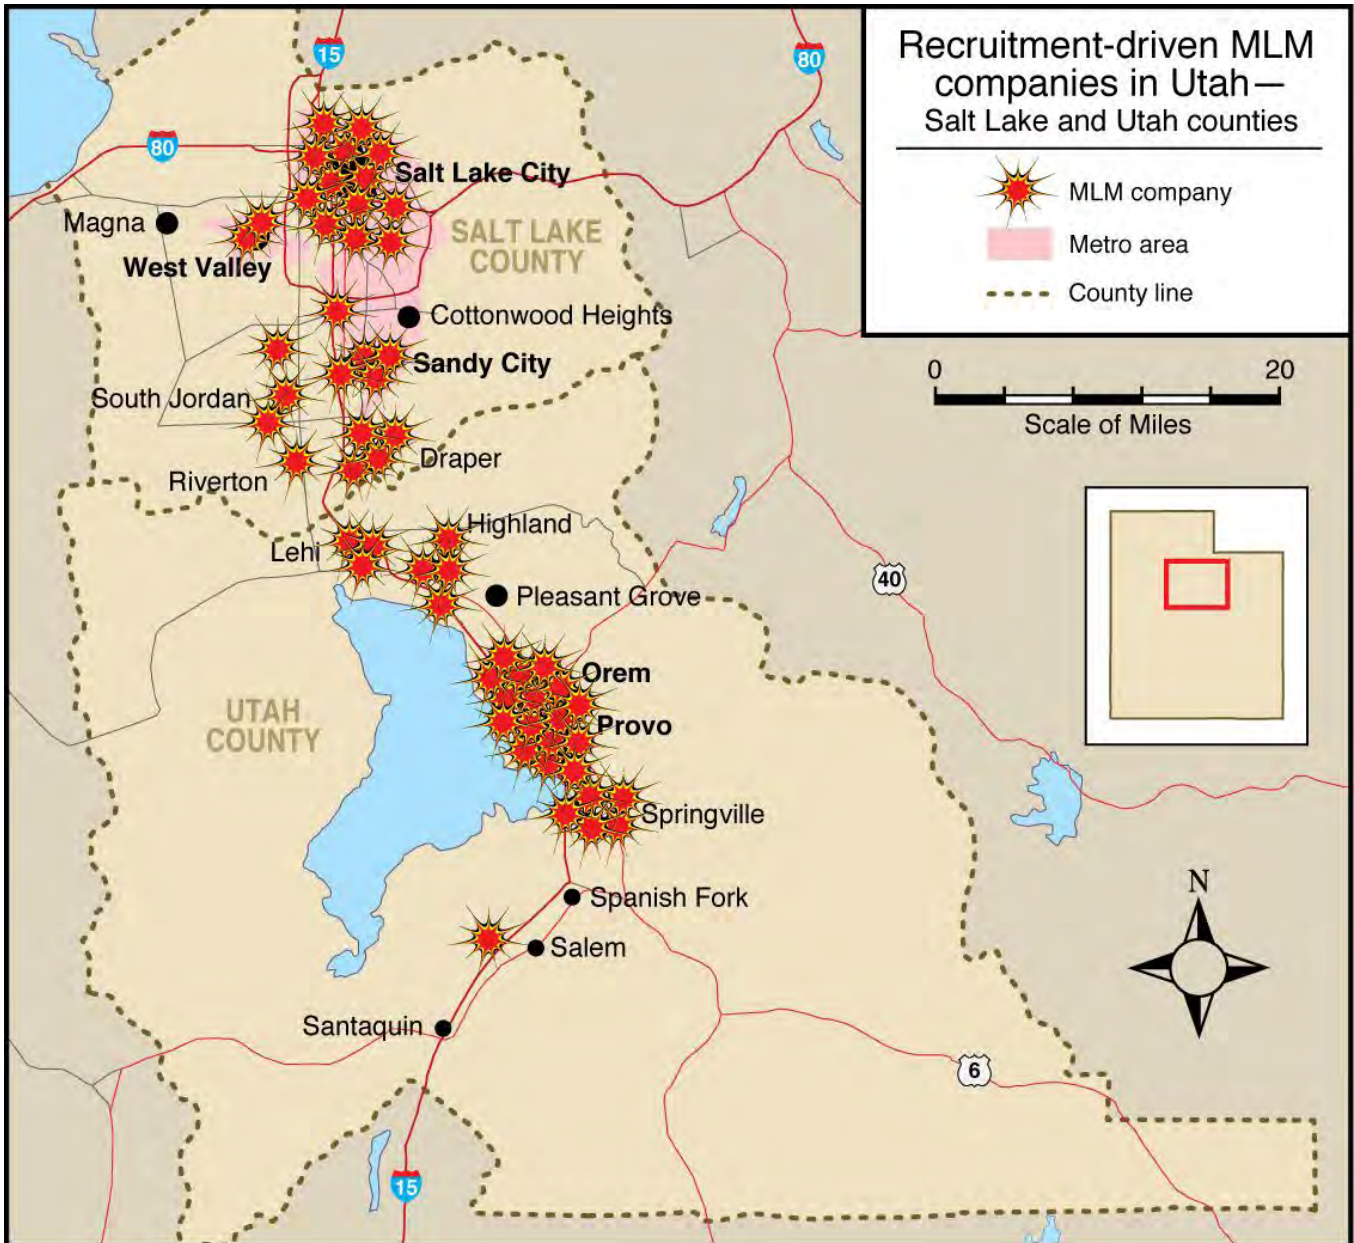 Recruitment-driven MLM
companies in Utah—
Salt Lake and Utah counties
MLM company
Metro area
County line
0 20
Scale of Miles
15
80
80
Salt Lake City
Magna
SALT LAKE
COUNTY
West Valley
Cottonwood Heights
Sandy City
South Jordan
Draper
Riverton
Highland
Lehi
40
Pleasant Grove
Orem
UTAH
COUNTY
Provo
Springville
N
Spanish Fork
Salem
Santaquin
6
15